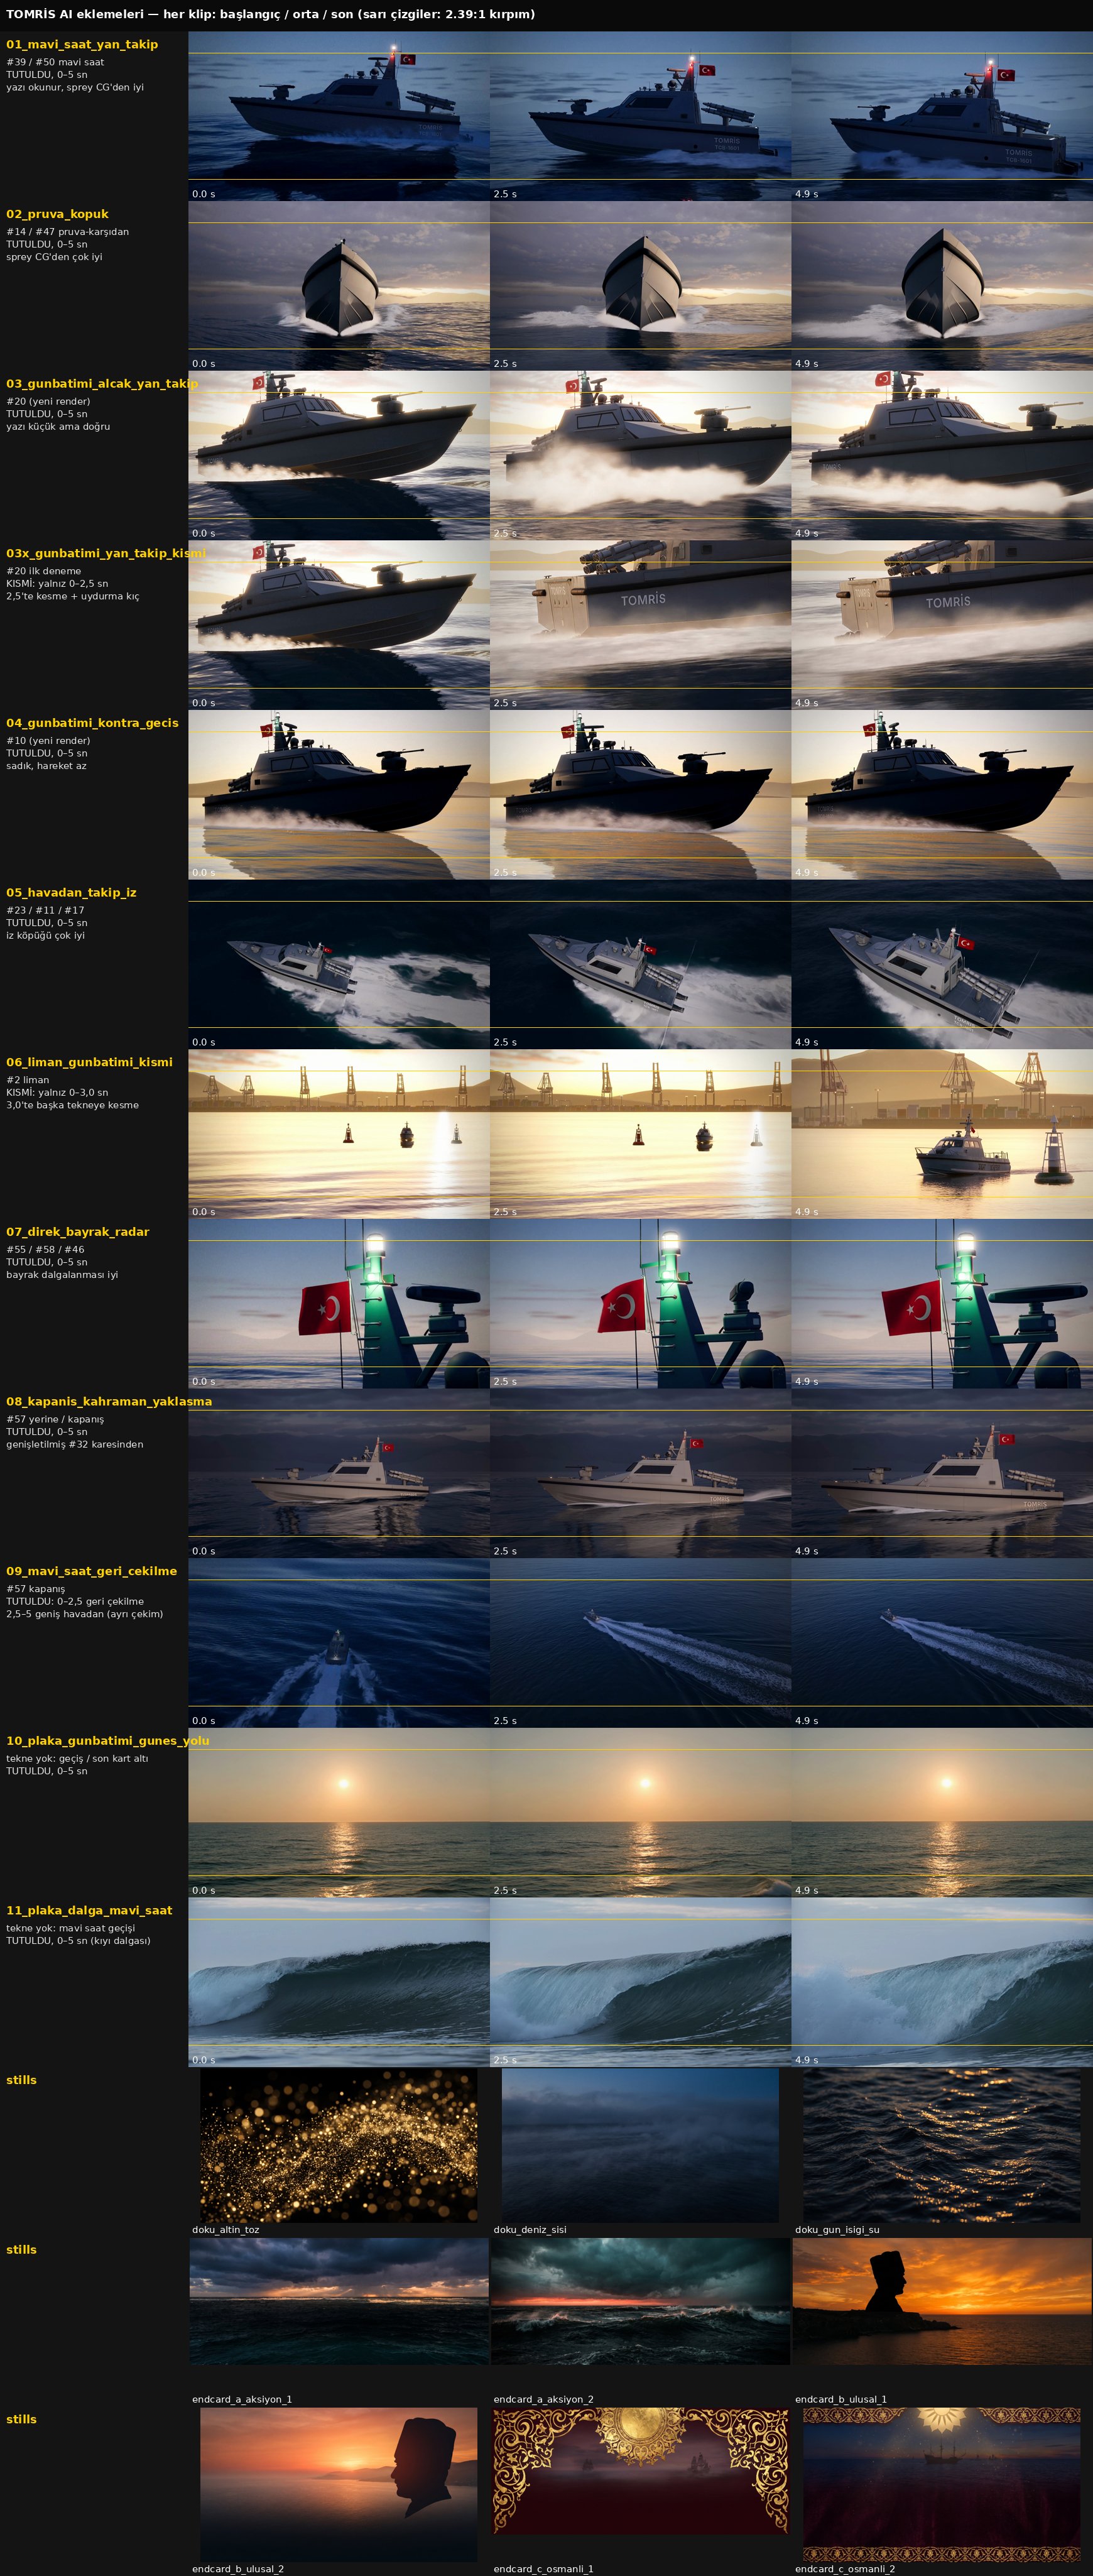 TOMRİS AI eklemeleri — her klip: başlangıç / orta / son (sarı çizgiler: 2.39:1 kırpım)
01_mavi_saat_yan_takip
#39 / #50 mavi saat
TUTULDU, 0–5 sn
yazı okunur, sprey CG'den iyi
TOMRİS
TOMRİS
TOMRİS
0.0 s
2.5 s
4.9 s
02_pruva_kopuk
#14 / #47 pruva-karşıdan
TUTULDU, 0–5 sn
sprey CG'den çok iyi
0.0 s
2.5 s
4.9 s
03_gunbatimi_alcak_yan_takip
#20 (yeni render)
TUTULDU, 0–5 sn
yazı küçük ama doğru
TOMRİS
0.0 s
2.5 s
4.9 s
03x_gunbatimi_yan_takip_kismi
#20 ilk deneme
KISMİ: yalnız 0–2,5 sn
2,5'te kesme + uydurma kıç
TOMRİS
TOMRİS
0.0 s
2.5 s
4.9 s
04_gunbatimi_kontra_gecis
#10 (yeni render)
TUTULDU, 0–5 sn
sadık, hareket az
0.0 s
2.5 s
4.9 s
05_havadan_takip_iz
#23 / #11 / #17
TUTULDU, 0–5 sn
iz köpüğü çok iyi
0.0 s
2.5 s
4.9 s
06_liman_gunbatimi_kismi
#2 liman
KISMİ: yalnız 0–3,0 sn
3,0'te başka tekneye kesme
0.0 s
2.5 s
4.9 s
07_direk_bayrak_radar
#55 / #58 / #46
TUTULDU, 0–5 sn
bayrak dalgalanması iyi
0.0 s
2.5 s
4.9 s
08_kapanis_kahraman_yaklasma
#57 yerine / kapanış
TUTULDU, 0–5 sn
genişletilmiş #32 karesinden
TOMRİS
TOMRİS
0.0 s
2.5 s
4.9 s
09_mavi_saat_geri_cekilme
#57 kapanış
TUTULDU: 0–2,5 geri çekilme
2,5–5 geniş havadan (ayrı çekim)
0.0 s
2.5 s
4.9 s
10_plaka_gunbatimi_gunes_yolu
tekne yok: geçiş / son kart altı
TUTULDU, 0–5 sn
0.0 s
2.5 s
4.9 s
11_plaka_dalga_mavi_saat
tekne yok: mavi saat geçişi
TUTULDU, 0–5 sn (kıyı dalgası)
0.0 s
2.5 s
4.9 s
stills
doku_altin_toz
doku_deniz_sisi
doku_gun_isigi_su
stills
endcard_a_aksiyon_1
endcard_a_aksiyon_2
endcard_b_ulusal_1
stills
endcard_b_ulusal_2
endcard_c_osmanli_1
endcard_c_osmanli_2